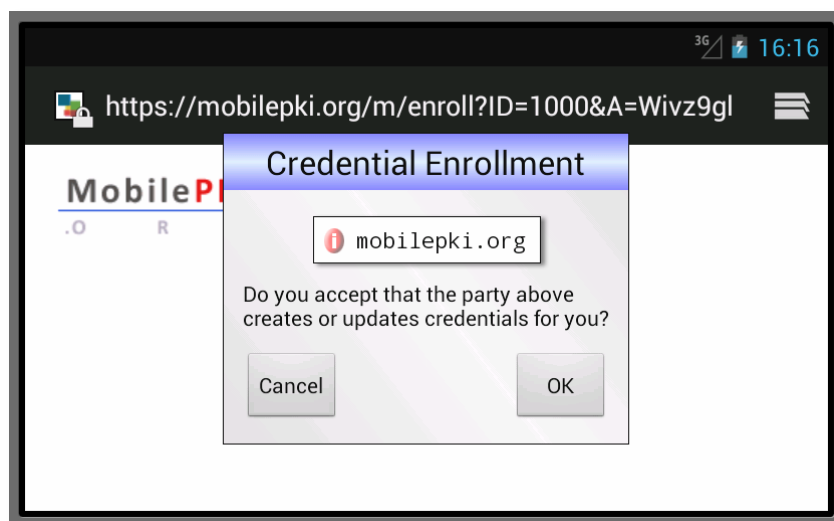 3G 16:16
https://mobilepki.org/m/enroll?ID=1000&A=Wivz9gl
Credential Enrollment
MobileP
.O R
mobilepki.org
Do you accept that the party above
creates or updates credentials for you?
Cancel OK